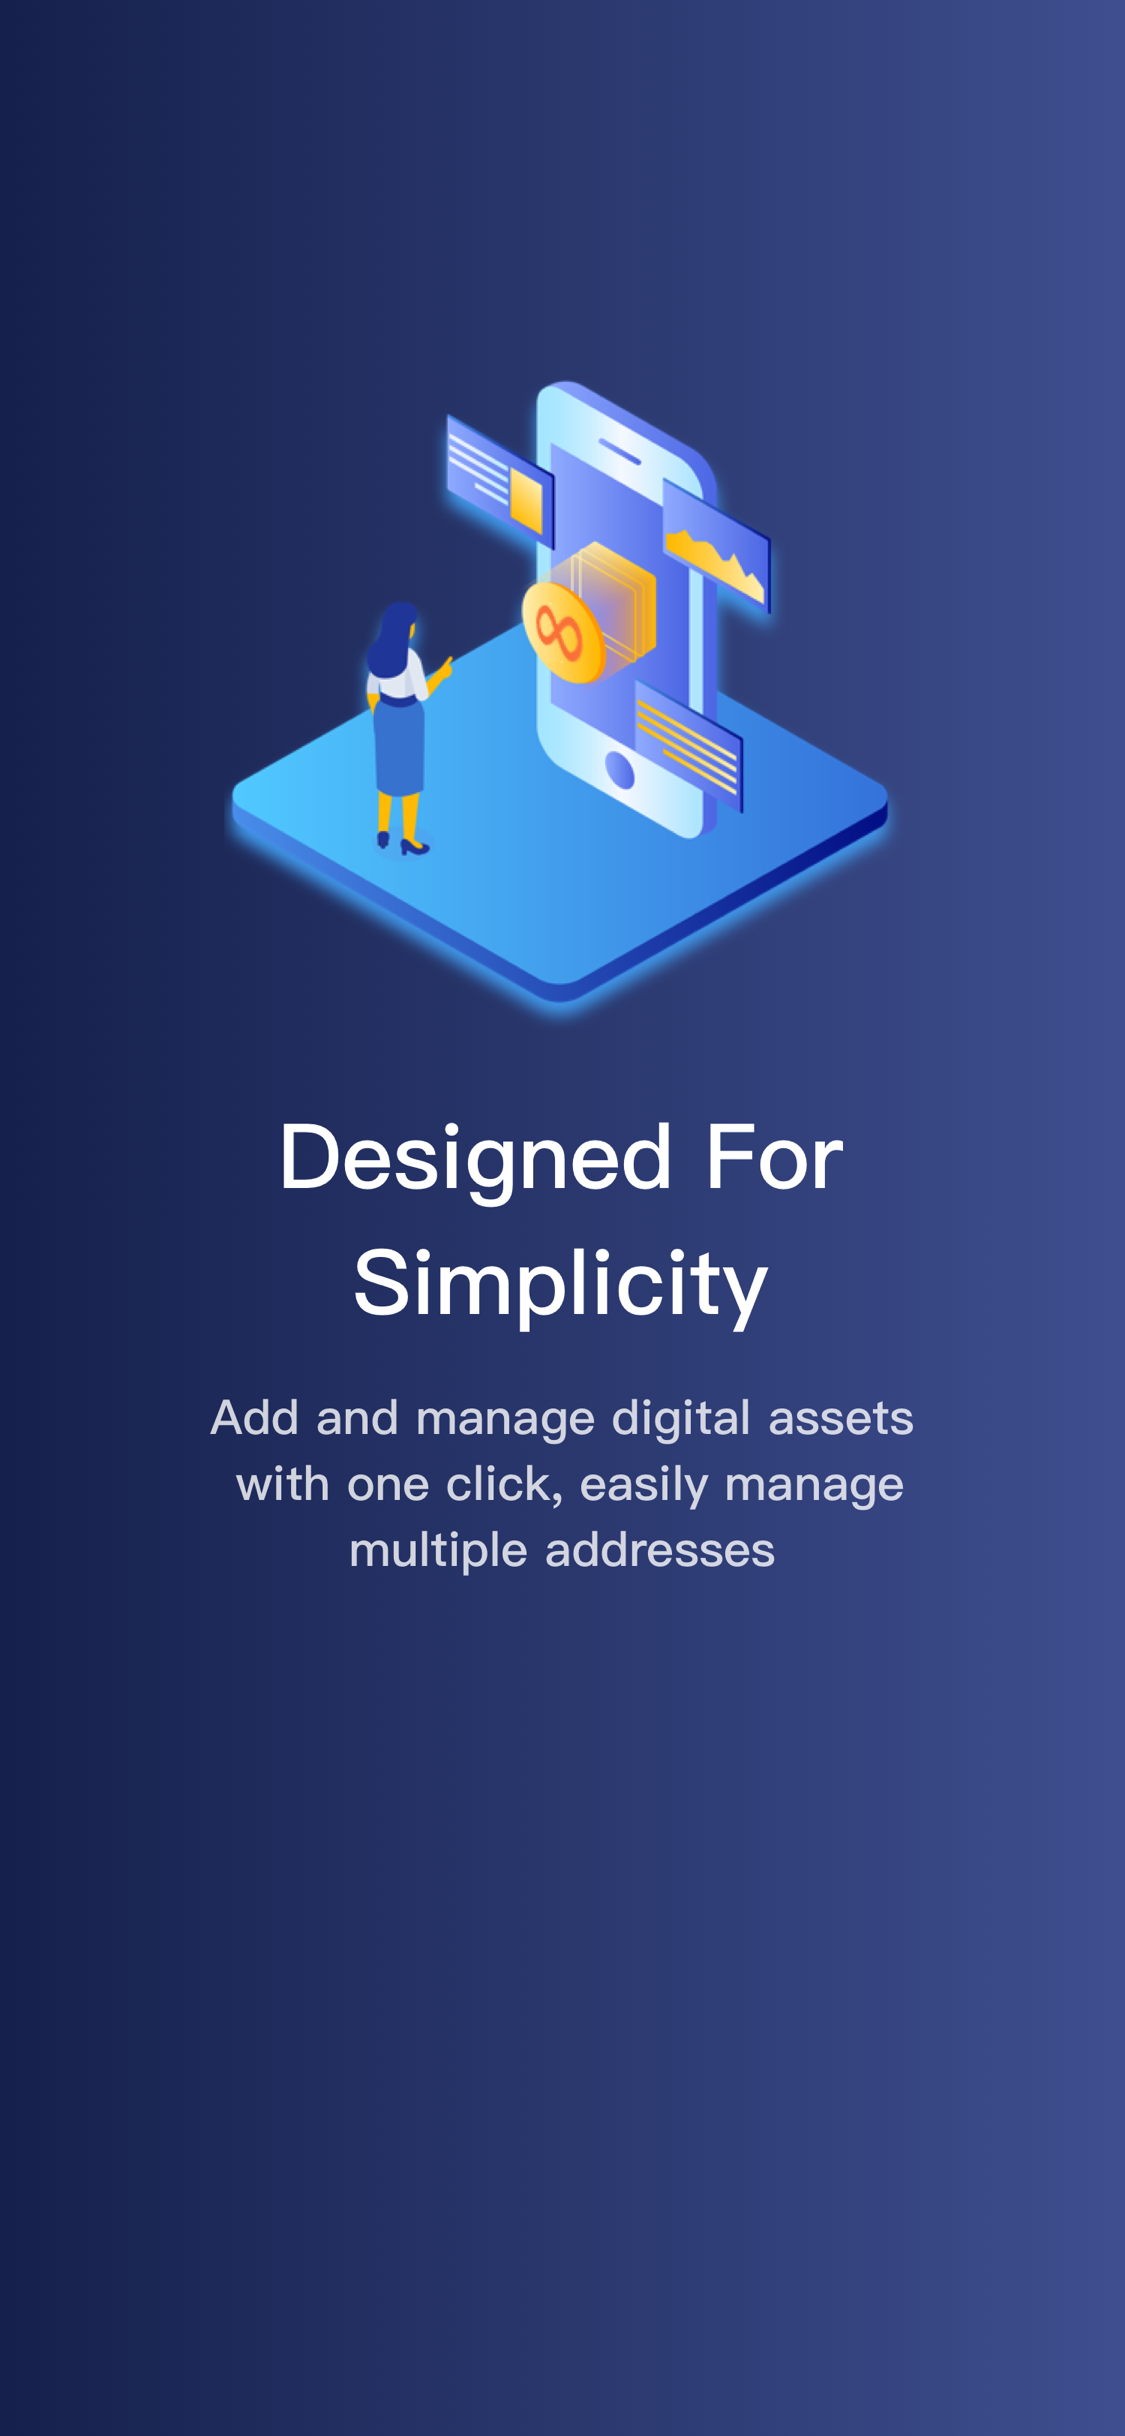 Designed For
Simplicity
Add and manage digital assets
with one click, easily manage
multiple addresses